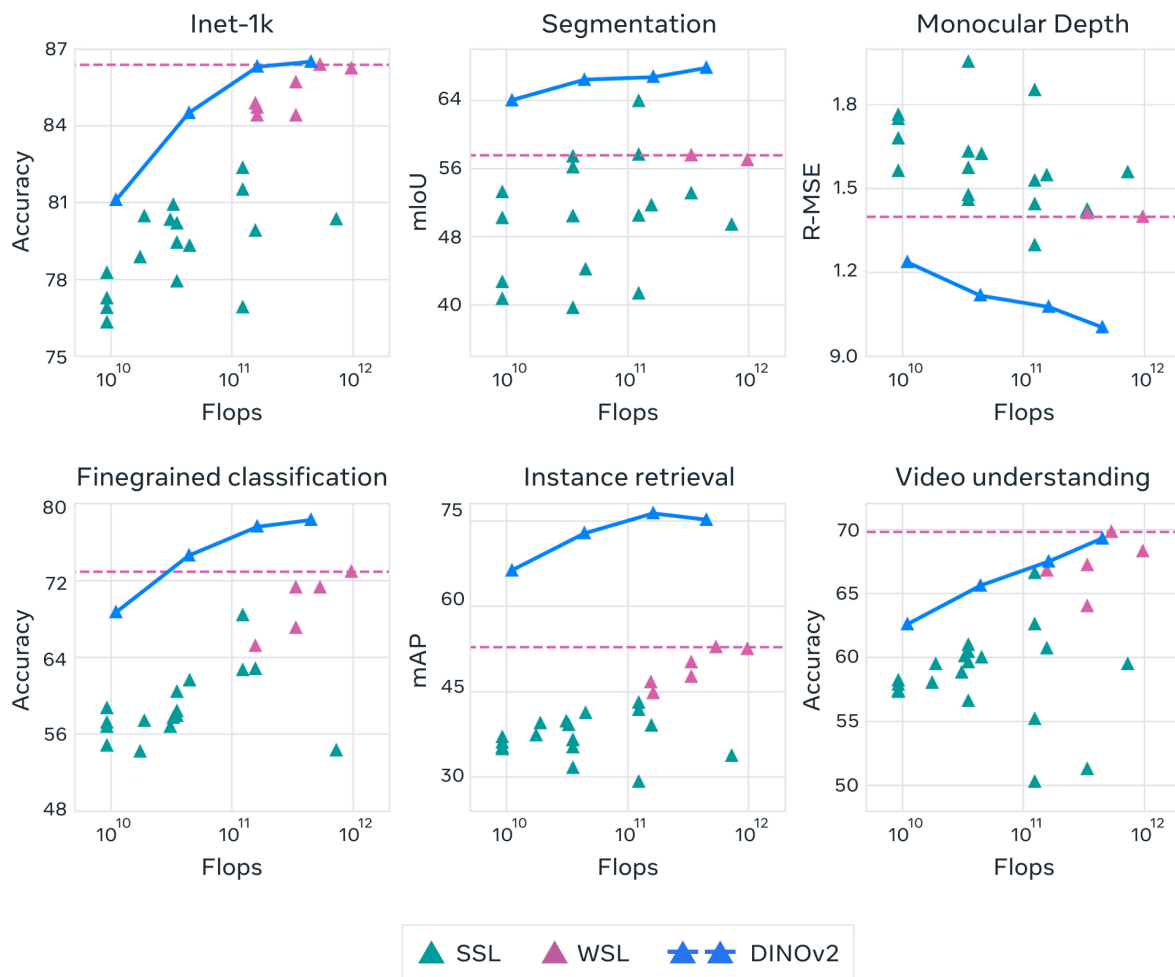 Inet-1k
87
84
81
78
75
Accuracy
10^10
10^11
10^12
Flops
Segmentation
64
56
48
40
mIoU
10^10
10^11
10^12
Flops
Monocular Depth
1.8
1.5
1.2
9.0
R-MSE
10^10
10^11
10^12
Flops
Finegrained classification
80
72
64
56
48
Accuracy
10^10
10^11
10^12
Flops
Instance retrieval
75
60
45
30
mAP
10^10
10^11
10^12
Flops
Video understanding
70
65
60
55
50
Accuracy
10^10
10^11
10^12
Flops
SSL WSL DINOv2